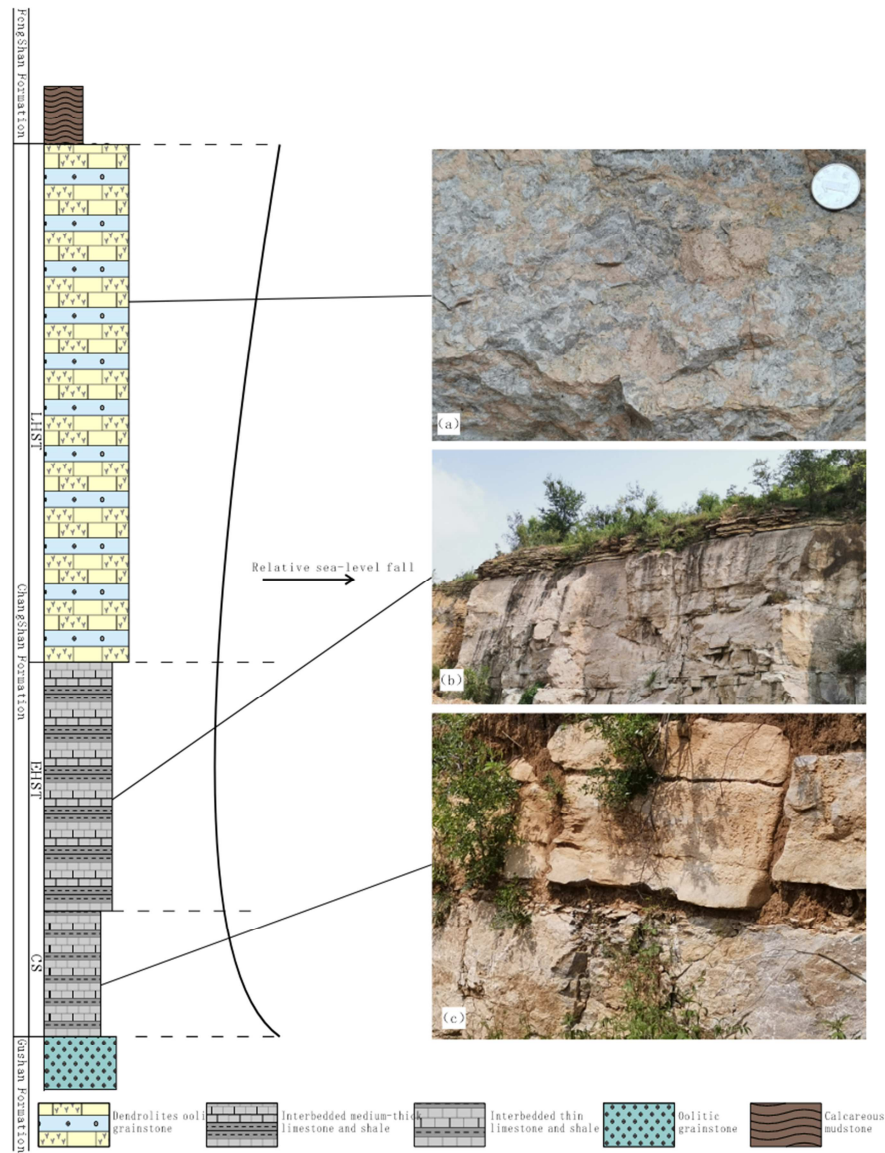 FengShan Formation
(a)
LHST
Relative sea-level fall
ChangShan Formation
(b)
EHST
CS
(c)
Gushan Formation
Dendrolites ooli
grainstone
Interbedded medium-thick
limestone and shale
Interbedded thin
limestone and shale
Oolitic
grainstone
Calcareous
mudstone